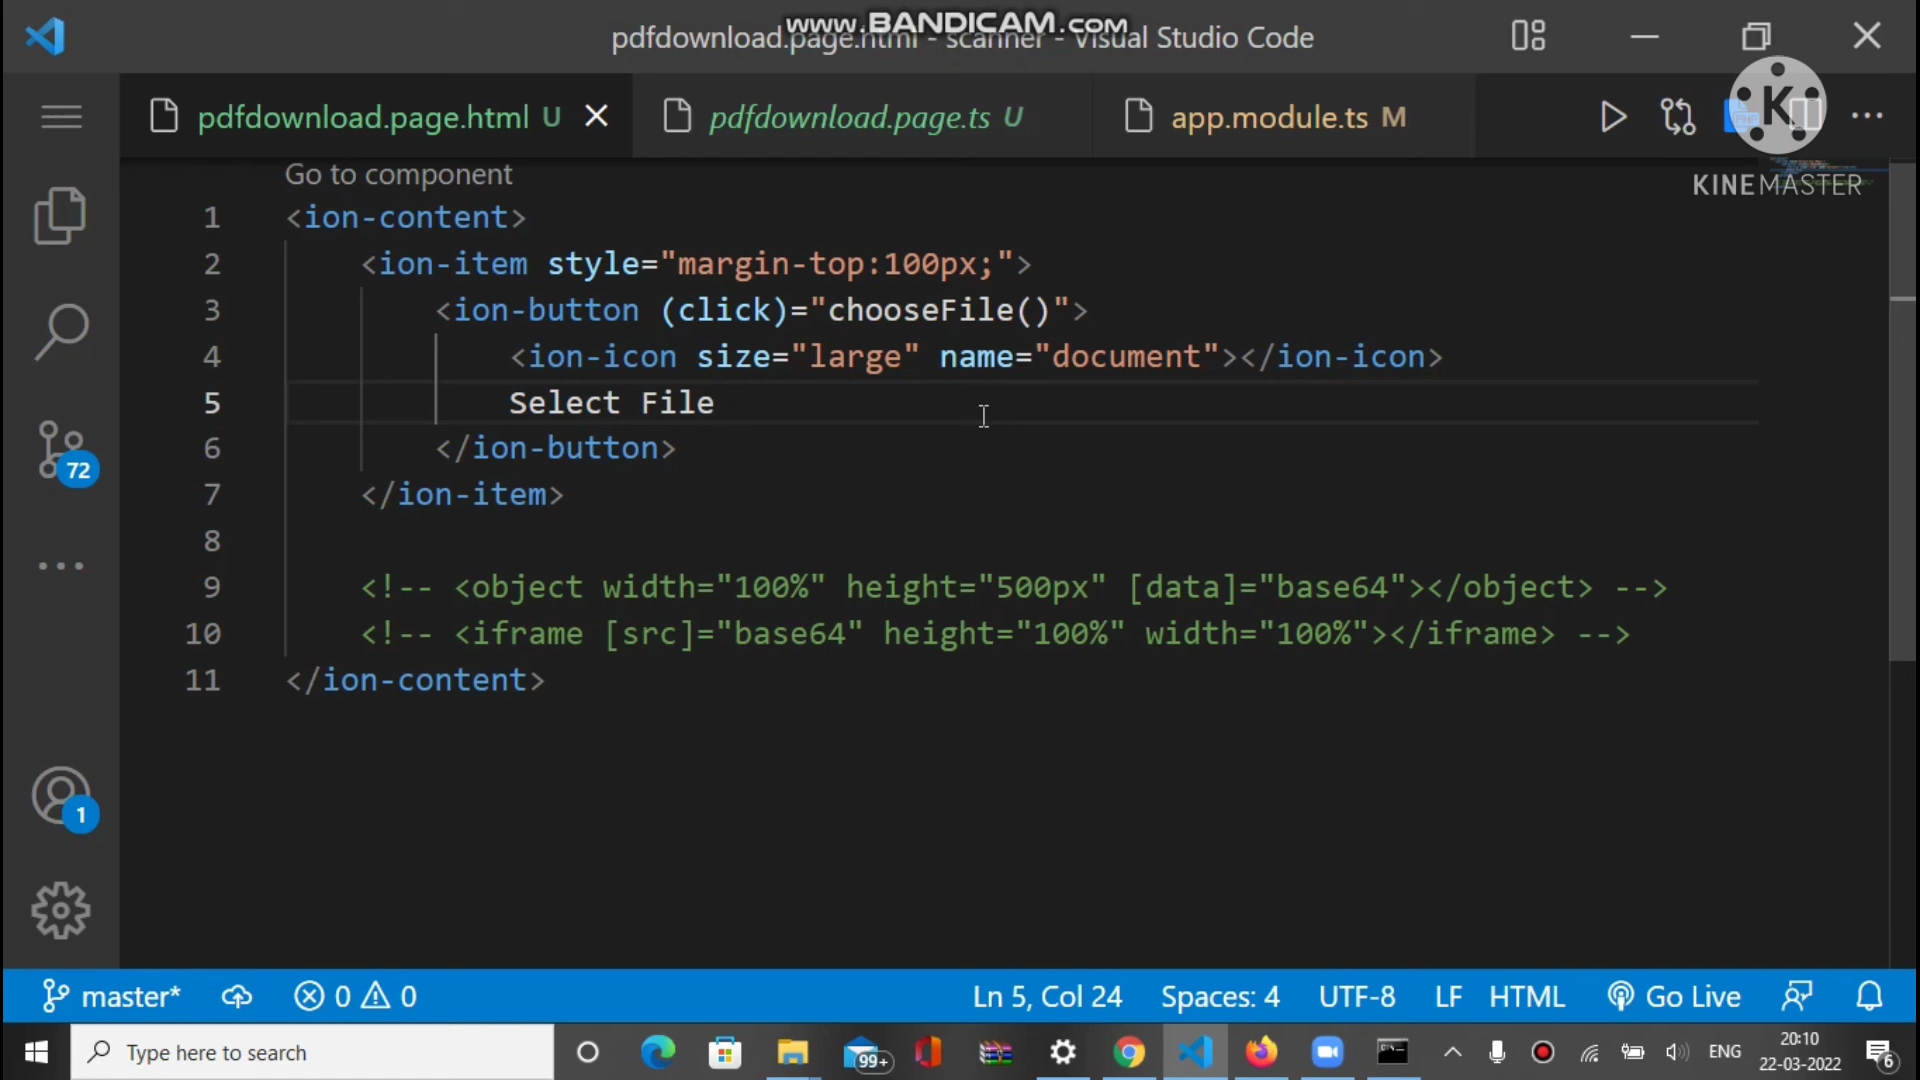 www.BANDICAM.com
pdfdownload.page.html - scanner - Visual Studio Code
pdfdownload.page.html U
pdfdownload.page.ts U
app.module.ts M
K
KINEMASTER
Go to component
1 <ion-content>
2 <ion-item style="margin-top:100px;">
3 <ion-button (click)="chooseFile()">
4 <ion-icon size="large" name="document"></ion-icon>
5 Select File
6 </ion-button>
7 </ion-item>
8
9 <!-- <object width="100%" height="500px" [data]="base64"></object> -->
10 <!-- <iframe [src]="base64" height="100%" width="100%"></iframe> -->
11 </ion-content>
72
1
master* 0 0 Ln 5, Col 24 Spaces: 4 UTF-8 LF HTML Go Live
Type here to search
99+
ENG
20:10
22-03-2022
6